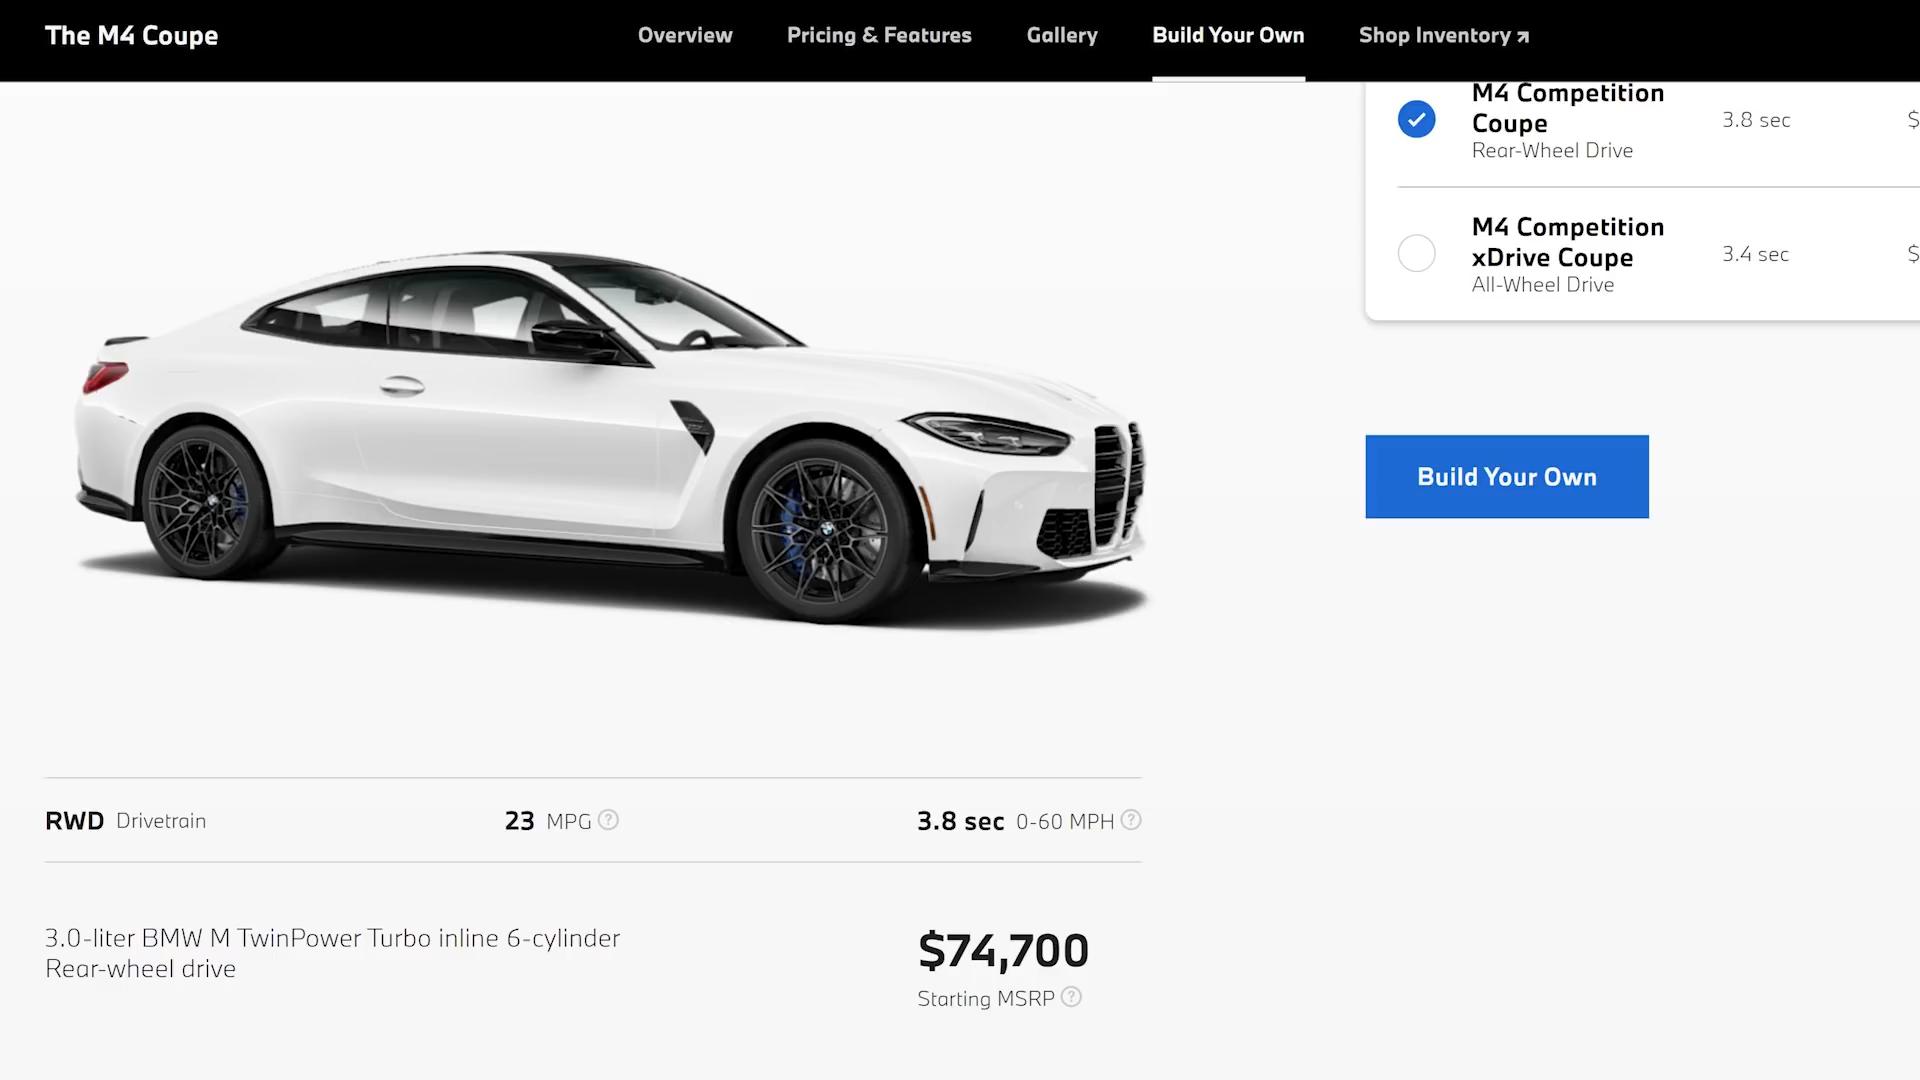 The M4 Coupe
Overview
Pricing & Features
Gallery
Build Your Own
Shop Inventory
M4 Competition
Coupe
Rear-Wheel Drive
3.8 sec
$
M4 Competition
xDrive Coupe
All-Wheel Drive
3.4 sec
$
Build Your Own
RWD Drivetrain
23 MPG
3.8 sec 0-60 MPH
3.0-liter BMW M TwinPower Turbo inline 6-cylinder
Rear-wheel drive
$74,700
Starting MSRP